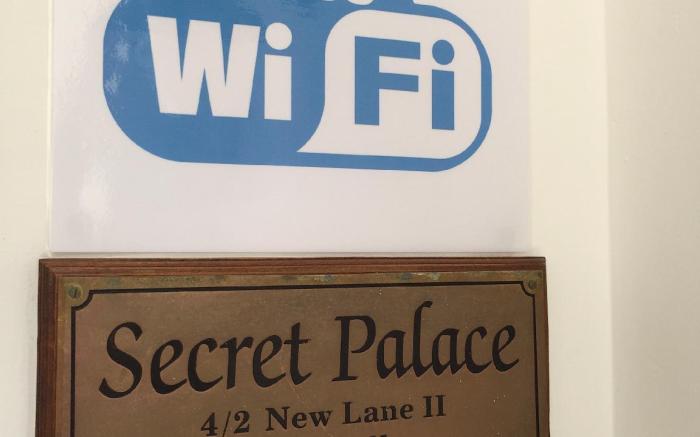 WiFi
Secret Palace
4/2 New Lane II